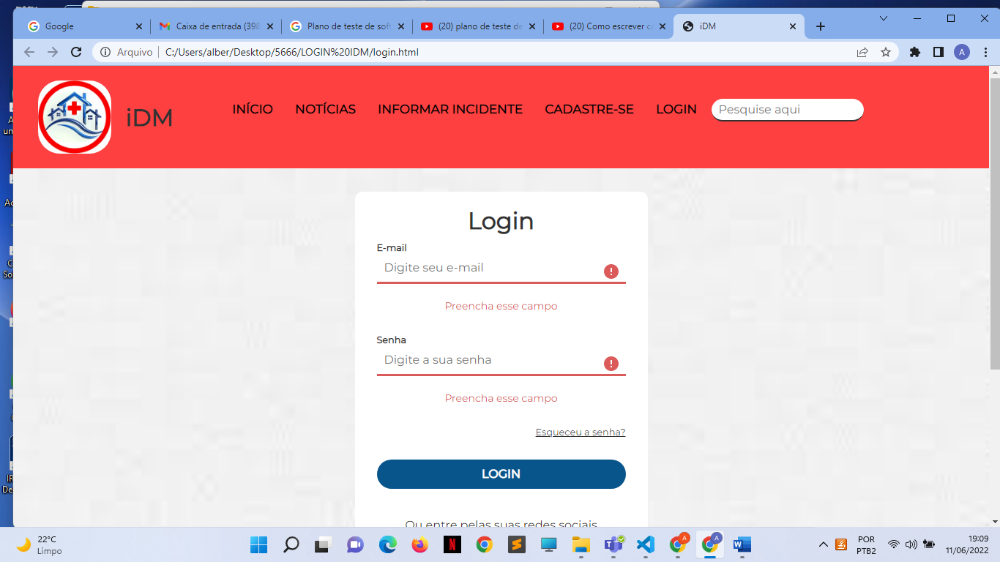 Google
Caixa de entrada (398
Plano de teste de soft
(20) plano de teste de
(20) Como escrever ca
iDM
Arquivo
C:/Users/alber/Desktop/5666/LOGIN%20IDM/login.html
A
iDM
INÍCIO
NOTÍCIAS
INFORMAR INCIDENTE
CADASTRE-SE
LOGIN
Pesquise aqui
Login
E-mail
Digite seu e-mail
Preencha esse campo
Senha
Digite a sua senha
Preencha esse campo
Esqueceu a senha?
LOGIN
Ou entre pelas suas redes sociais
22°C
Limpo
POR
PTB2
19:09
11/06/2022